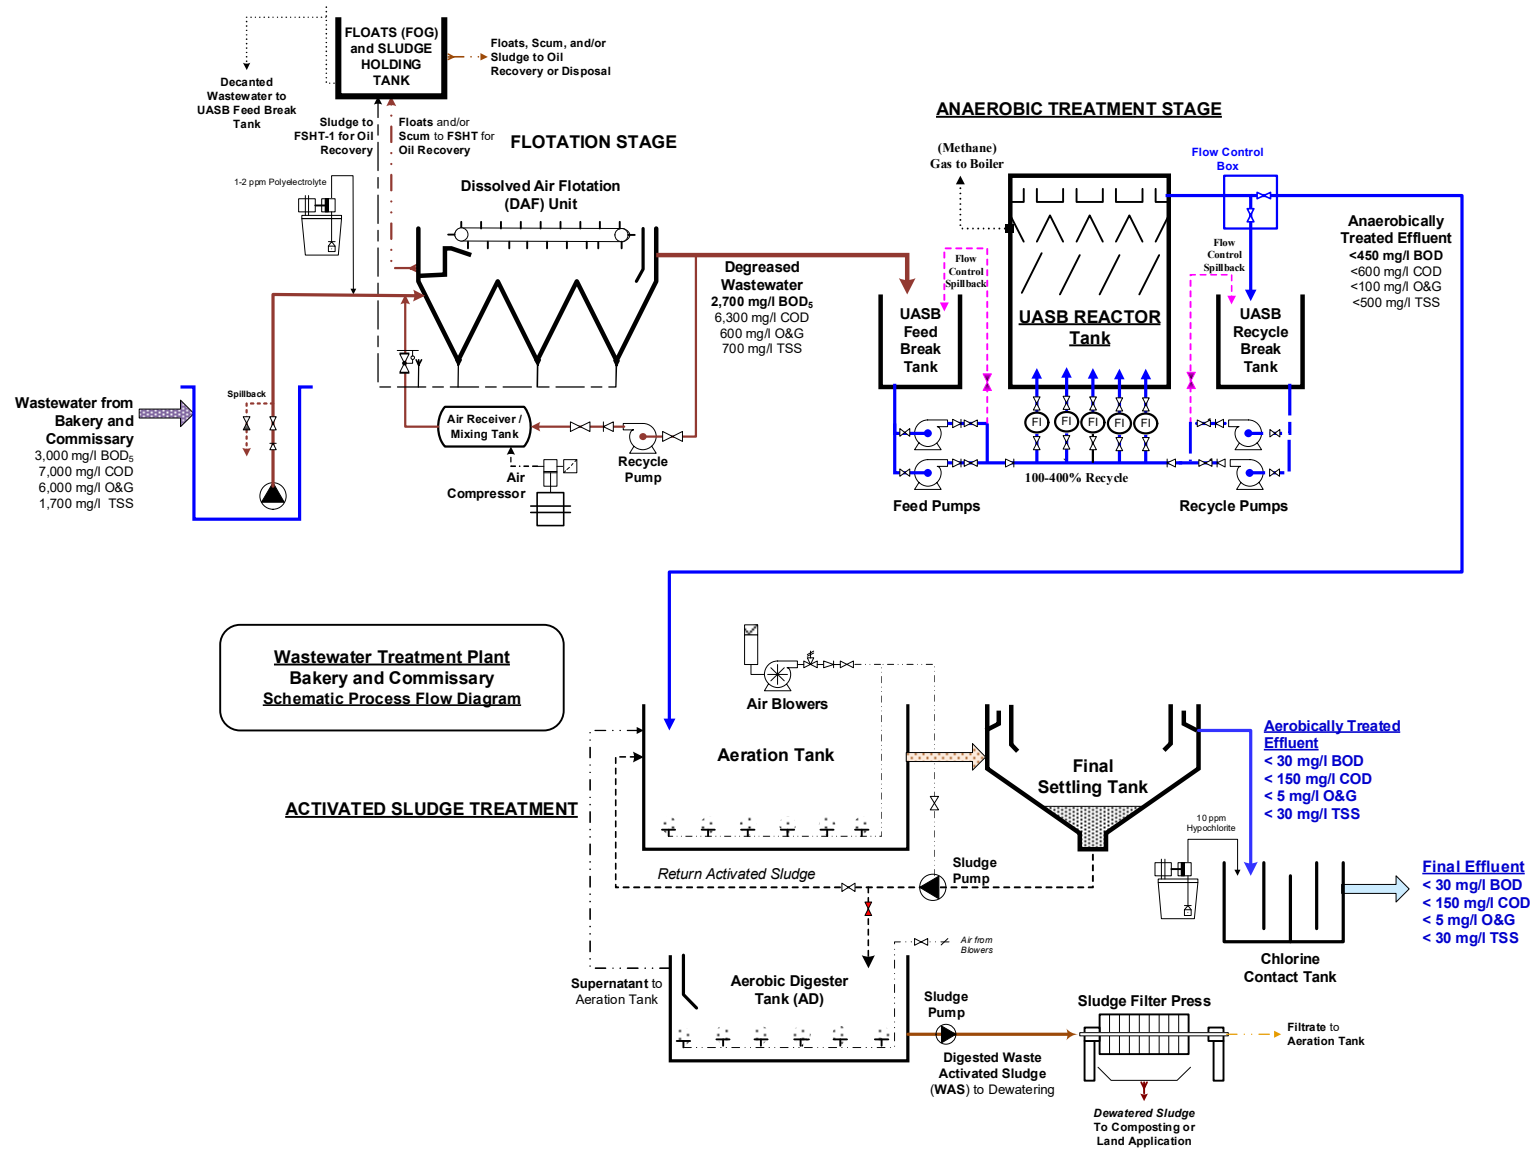 FLOATS (FOG)
and SLUDGE
HOLDING
TANK
Floats, Scum, and/or
Sludge to Oil
Recovery or Disposal
Decanted
Wastewater to
UASB Feed Break
Tank
Sludge to
FSHT-1 for Oil
Recovery
Floats and/or
Scum to FSHT for
Oil Recovery
FLOTATION STAGE
1-2 ppm Polyelectrolyte
Dissolved Air Flotation
(DAF) Unit
Degreased
Wastewater
2,700 mg/l BOD5
6,300 mg/l COD
600 mg/l O&G
700 mg/l TSS
Spillback
Wastewater from
Bakery and
Commissary
3,000 mg/l BOD5
7,000 mg/l COD
6,000 mg/l O&G
1,700 mg/l TSS
Air Receiver /
Mixing Tank
Recycle
Pump
Air
Compressor
ANAEROBIC TREATMENT STAGE
(Methane)
Gas to Boiler
Flow Control
Box
Flow
Control
Spillback
Flow
Control
Spillback
Anaerobically
Treated Effluent
<450 mg/l BOD
<600 mg/l COD
<100 mg/l O&G
<500 mg/l TSS
UASB
Feed
Break
Tank
UASB REACTOR
Tank
UASB
Recycle
Break
Tank
FI
FI
FI
FI
FI
100-400% Recycle
Feed Pumps
Recycle Pumps
Wastewater Treatment Plant
Bakery and Commissary
Schematic Process Flow Diagram
Air Blowers
Aeration Tank
Final
Settling Tank
Aerobically Treated
Effluent
< 30 mg/l BOD
< 150 mg/l COD
< 5 mg/l O&G
< 30 mg/l TSS
ACTIVATED SLUDGE TREATMENT
10 ppm
Hypochlorite
Return Activated Sludge
Sludge
Pump
Final Effluent
< 30 mg/l BOD
< 150 mg/l COD
< 5 mg/l O&G
< 30 mg/l TSS
Chlorine
Contact Tank
Air from
Blowers
Supernatant to
Aeration Tank
Aerobic Digester
Tank (AD)
Sludge
Pump
Sludge Filter Press
Filtrate to
Aeration Tank
Digested Waste
Activated Sludge
(WAS) to Dewatering
Dewatered Sludge
To Composting or
Land Application